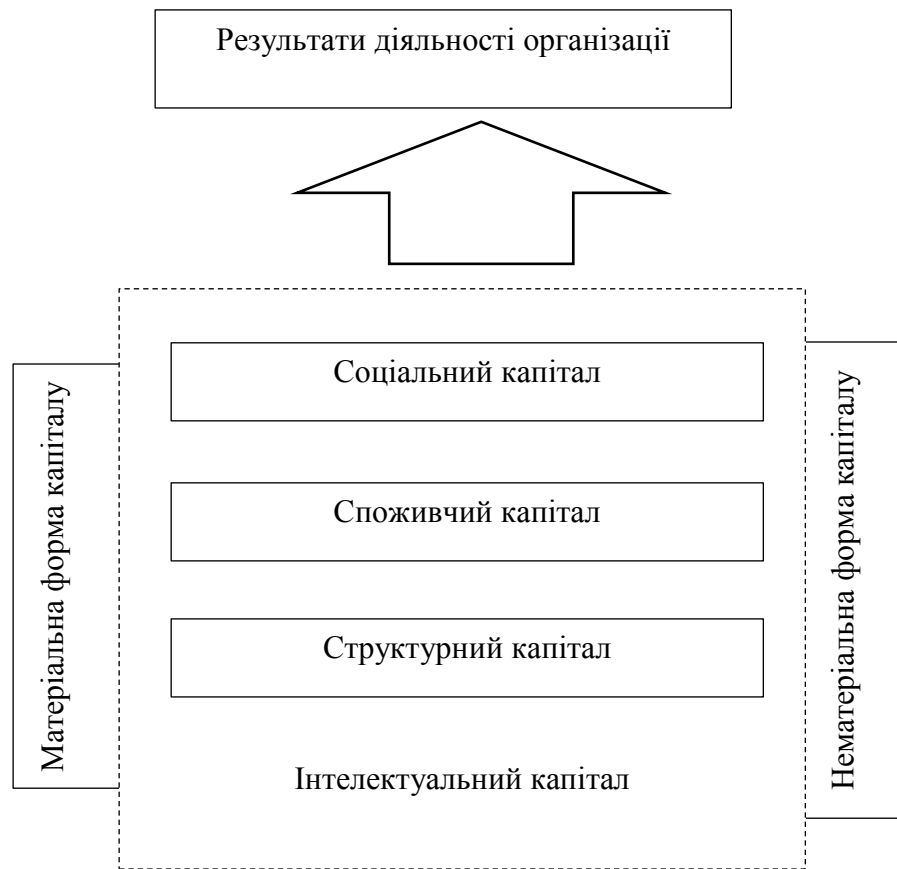 Результати діяльності організації
Соціальний капітал
Споживчий капітал
Структурний капітал
Інтелектуальний капітал
Матеріальна форма капіталу
Нематеріальна форма капіталу